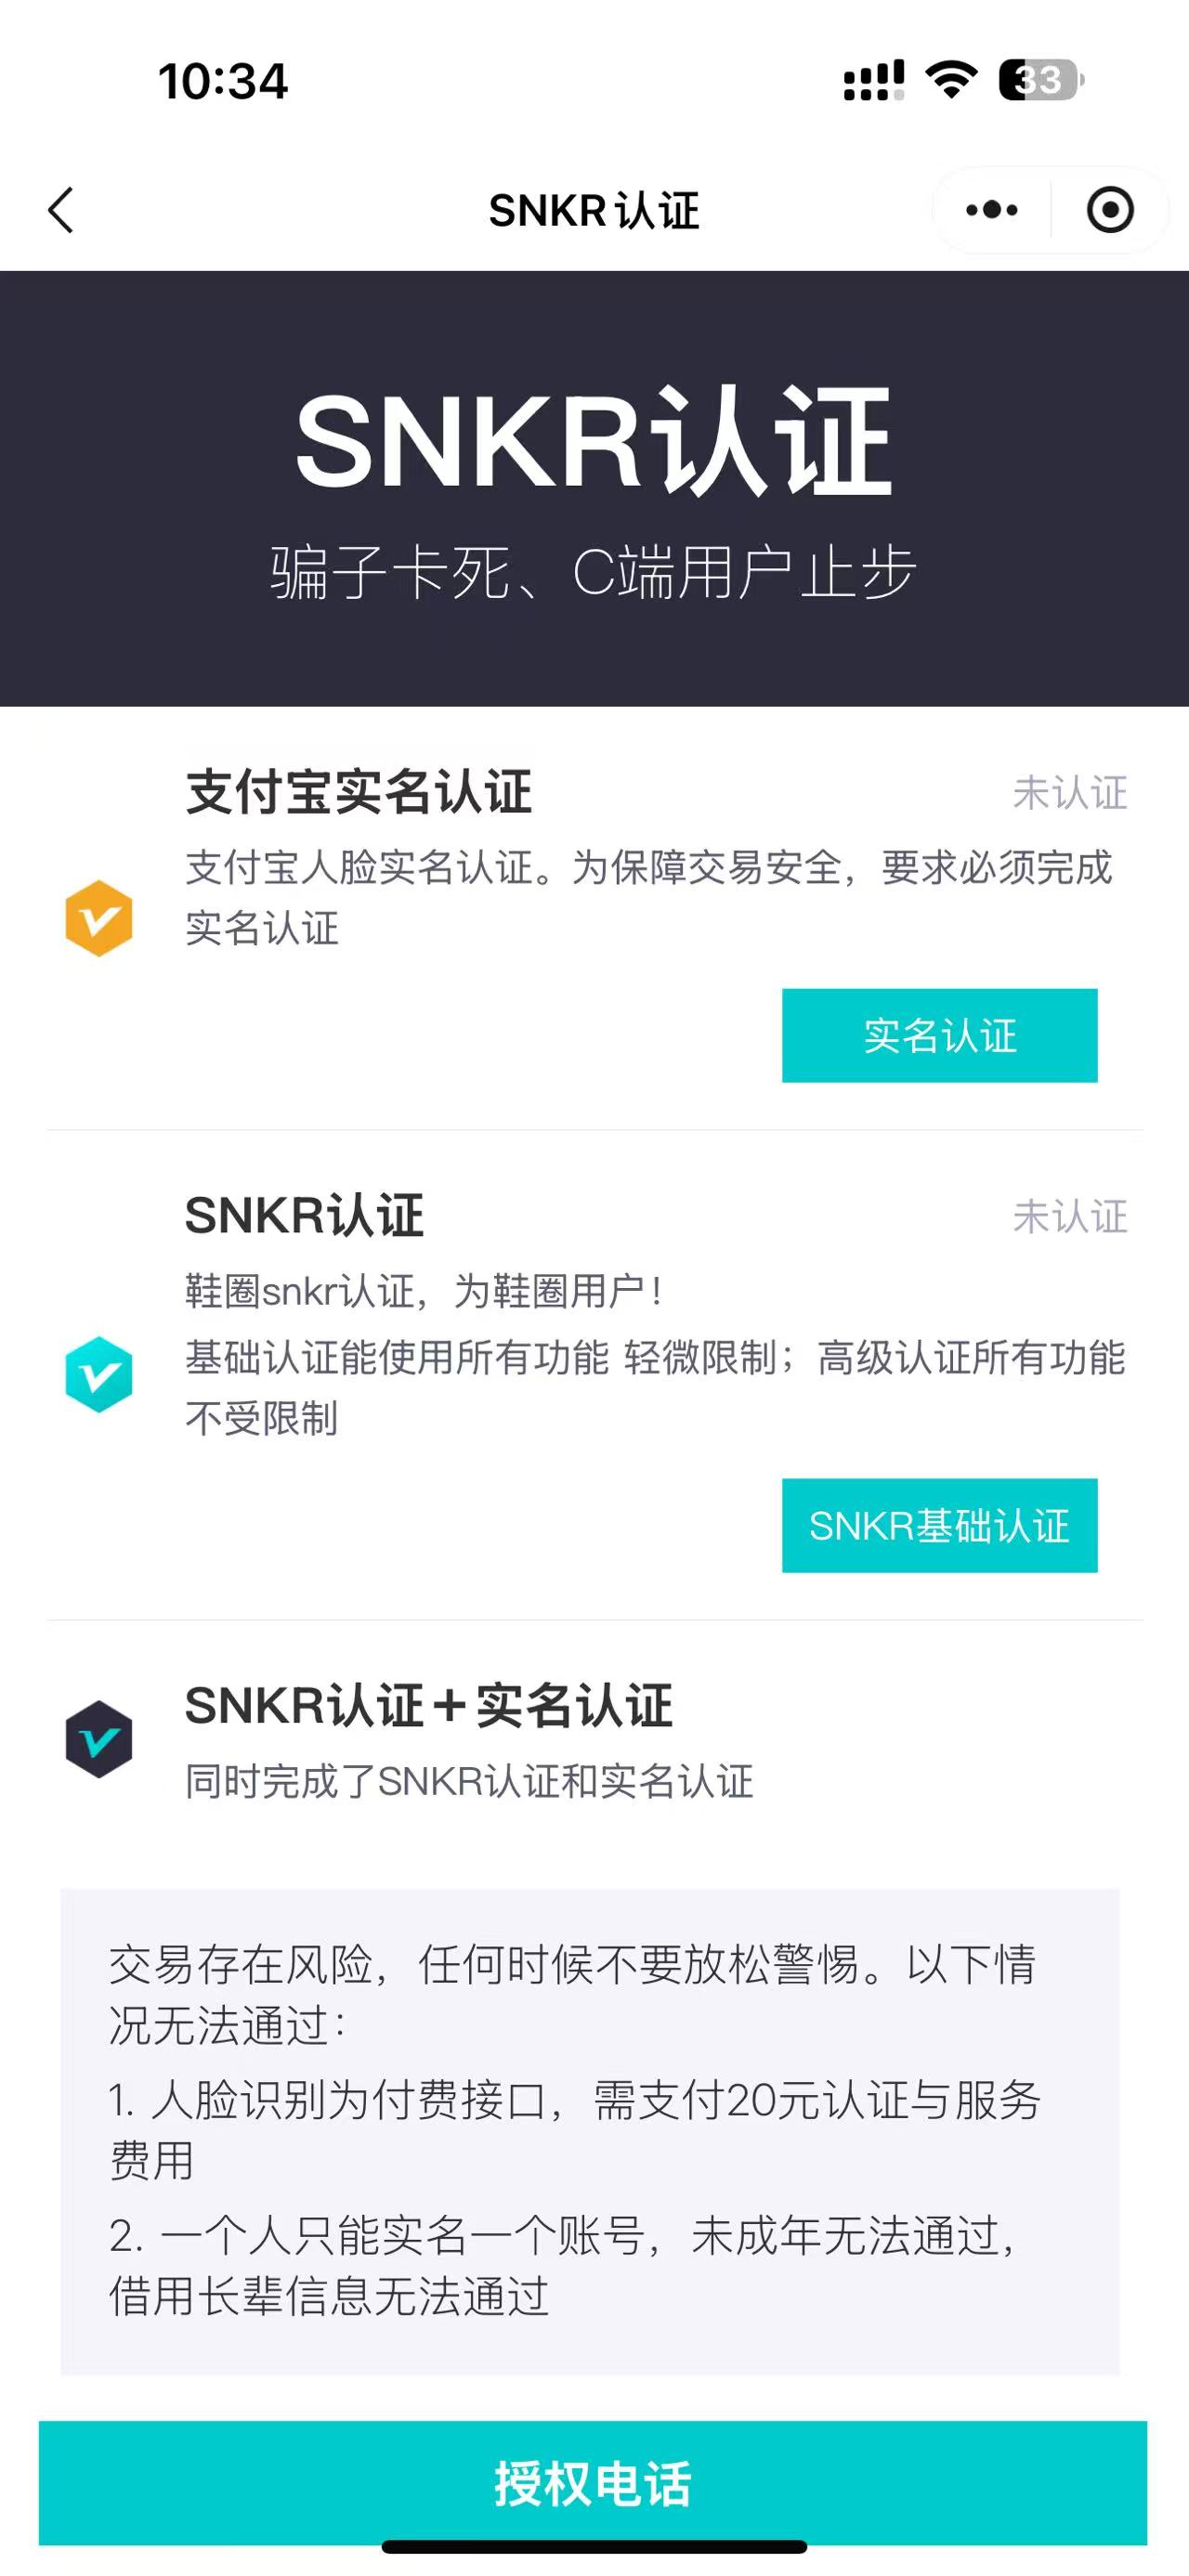 10:34
33
SNKR认证
SNKR认证
骗子卡死、C端用户止步
支付宝实名认证
未认证
支付宝人脸实名认证。为保障交易安全，要求必须完成
实名认证
实名认证
SNKR认证
未认证
鞋圈snkr认证，为鞋圈用户！
基础认证能使用所有功能 轻微限制；高级认证所有功能
不受限制
SNKR基础认证
SNKR认证＋实名认证
同时完成了SNKR认证和实名认证
交易存在风险，任何时候不要放松警惕。以下情
况无法通过：
1. 人脸识别为付费接口，需支付20元认证与服务
费用
2. 一个人只能实名一个账号，未成年无法通过，
借用长辈信息无法通过
授权电话